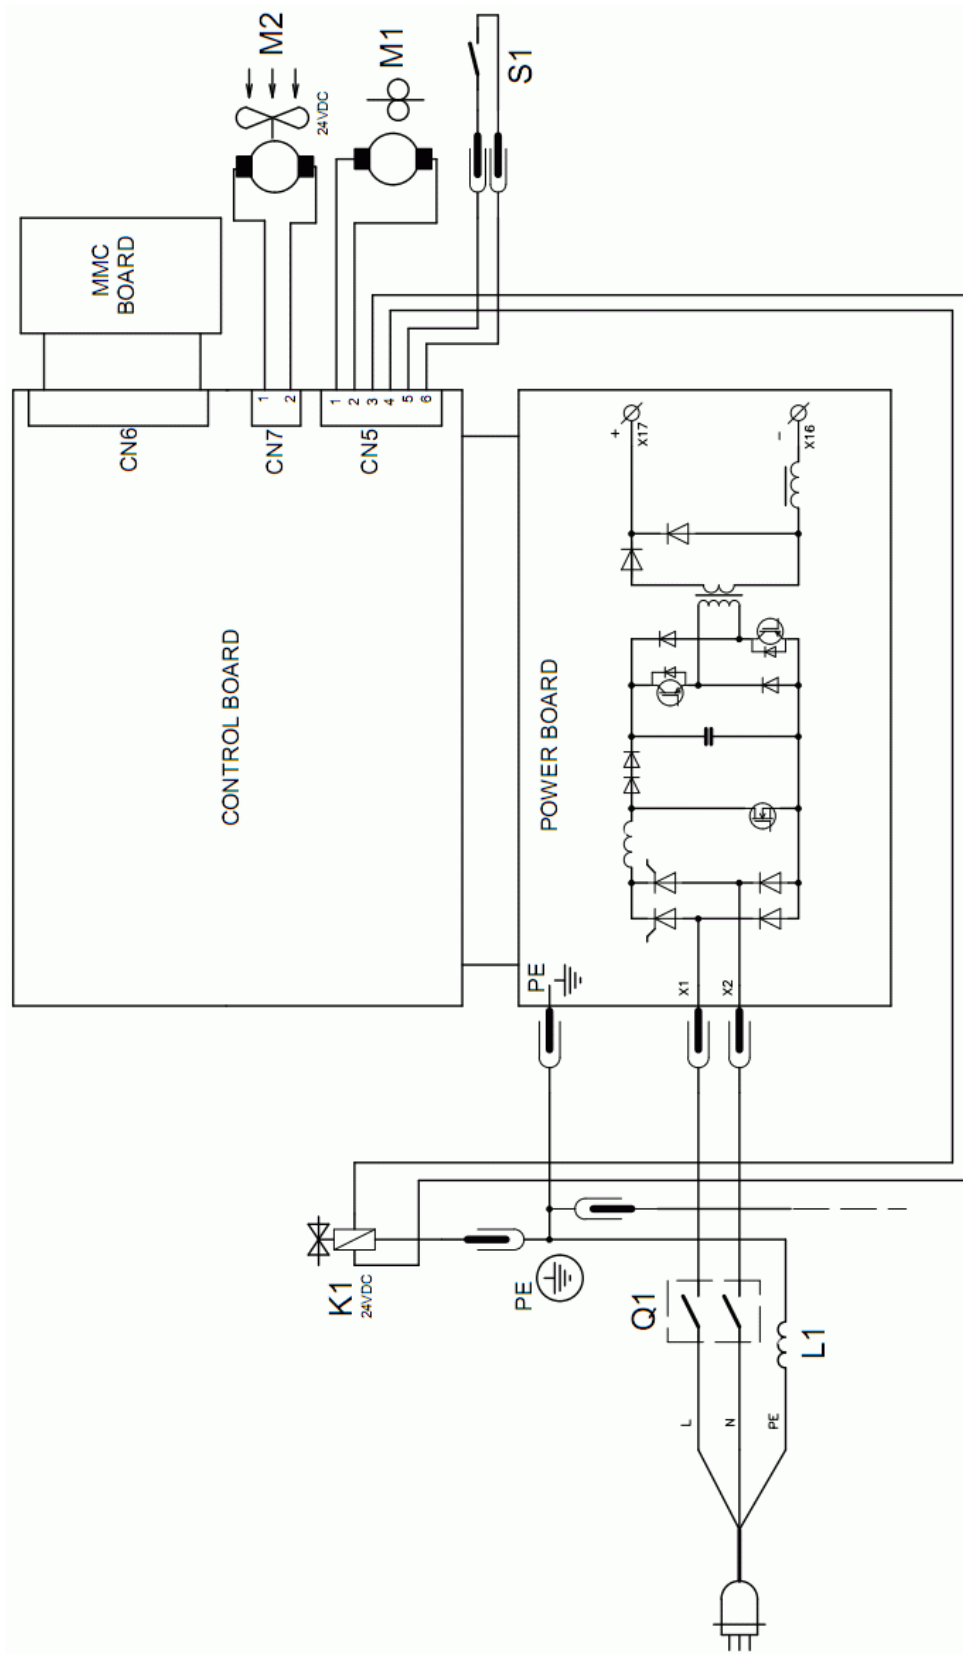 M2
24VDC
M1
S1
MMC
BOARD
1
2
1
2
3
4
5
6
CN6
CN7
CN5
+
X17
-
X16
CONTROL BOARD
POWER BOARD
PE
X1
X2
K1
24VDC
PE
Q1
L1
L
N
PE